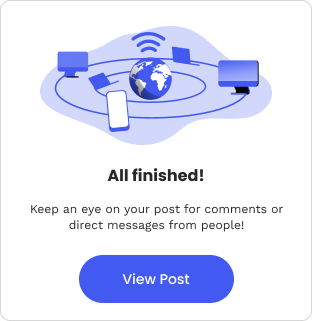 All finished!
Keep an eye on your post for comments or
direct messages from people!
View Post